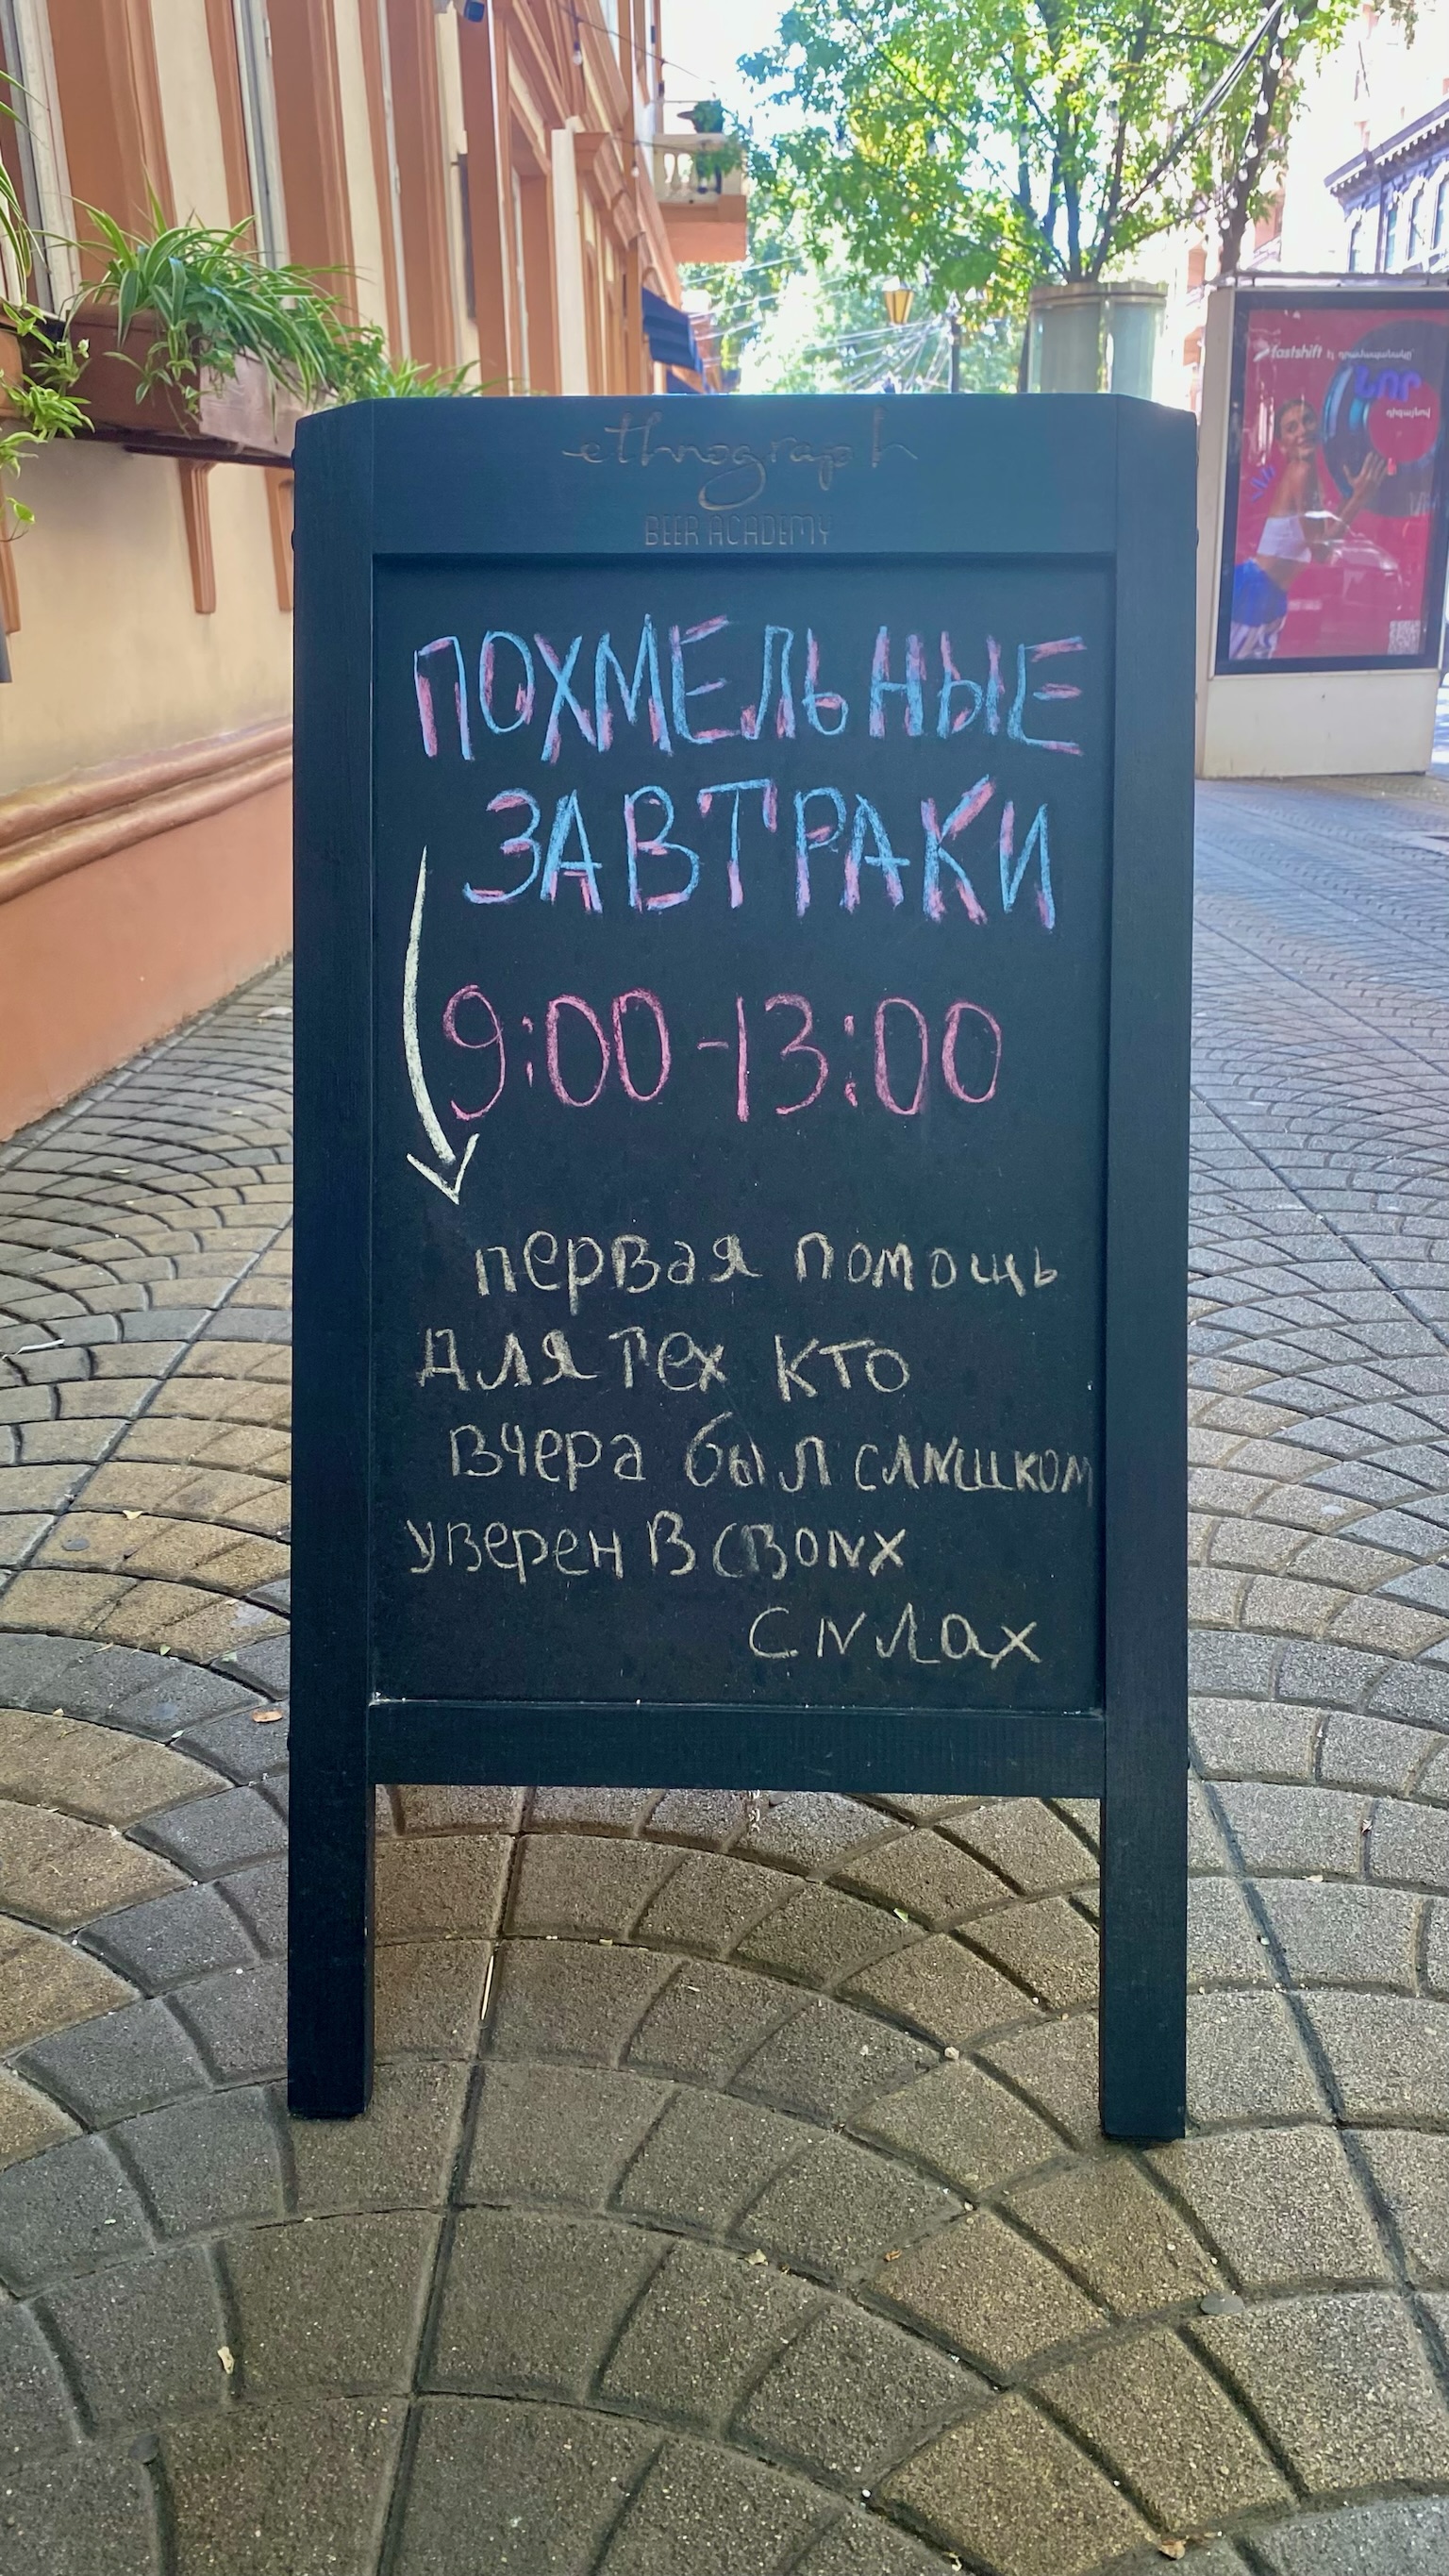 ethnograph
BEER ACADEMY
ПОХМЕЛЬНЫЕ
ЗАВТРАКИ
9:00-13:00
первая помощь
для тех кто
вчера был слишком
уверен в своих
силах
fastshift
ՆՈՐ